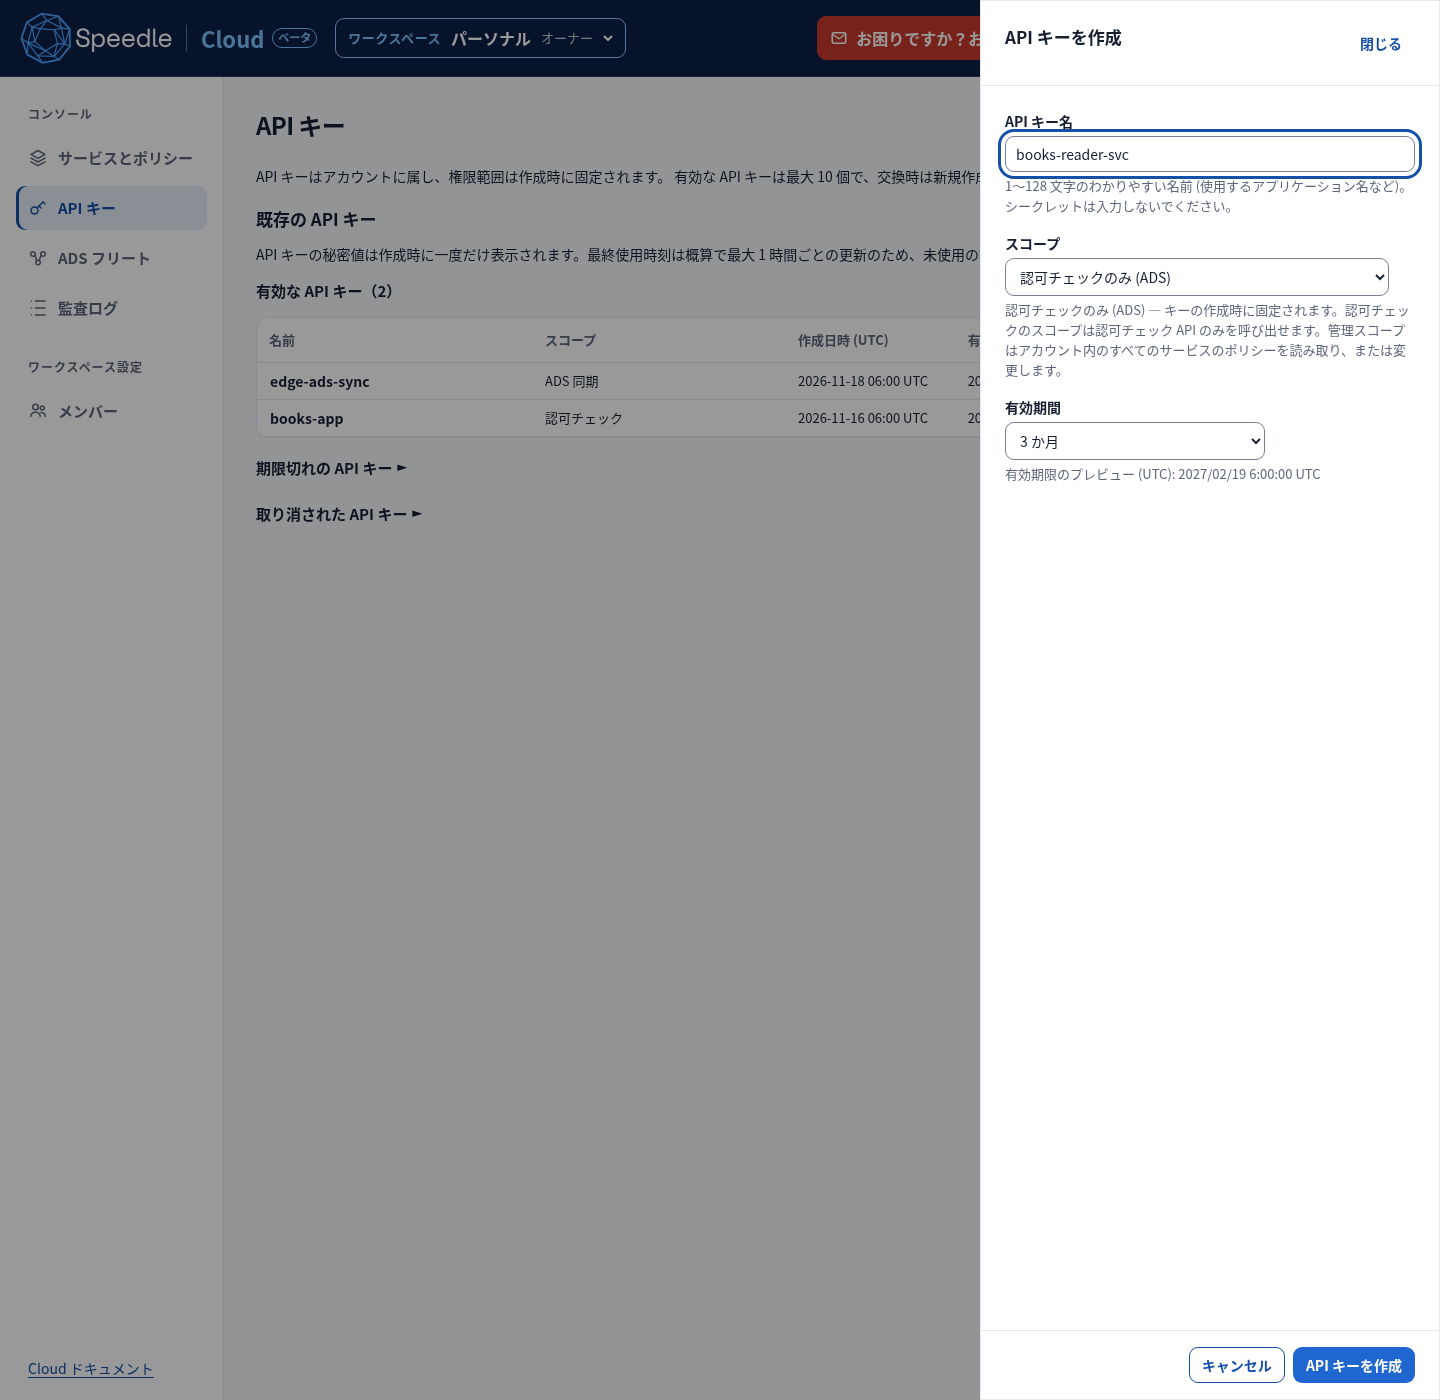 Speedle
Cloud ベータ
ワークスペース パーソナル オーナー
お困りですか？お
コンソール
サービスとポリシー
API キー
ADS フリート
監査ログ
ワークスペース設定
メンバー
Cloud ドキュメント
API キー
API キーはアカウントに属し、権限範囲は作成時に固定されます。 有効な API キーは最大 10 個で、交換時は新規作成
既存の API キー
API キーの秘密値は作成時に一度だけ表示されます。最終使用時刻は概算で最大 1 時間ごとの更新のため、未使用の
有効な API キー（2）
名前 スコープ 作成日時 (UTC) 有
edge-ads-sync ADS 同期 2026-11-18 06:00 UTC 20
books-app 認可チェック 2026-11-16 06:00 UTC 20
期限切れの API キー ►
取り消された API キー ►
API キーを作成
閉じる
API キー名
books-reader-svc
1〜128 文字のわかりやすい名前 (使用するアプリケーション名など)。
シークレットは入力しないでください。
スコープ
認可チェックのみ (ADS)
認可チェックのみ (ADS) — キーの作成時に固定されます。認可チェッ
クのスコープは認可チェック API のみを呼び出せます。管理スコープ
はアカウント内のすべてのサービスのポリシーを読み取り、または変
更します。
有効期間
3 か月
有効期限のプレビュー (UTC): 2027/02/19 6:00:00 UTC
キャンセル
API キーを作成